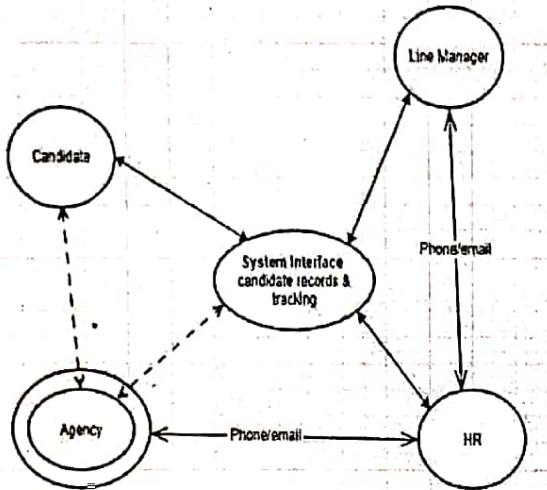 Line Manager
Candidate
Phone/email
System Interface
candidate records &
tracking
Agency
Phone/email
HR